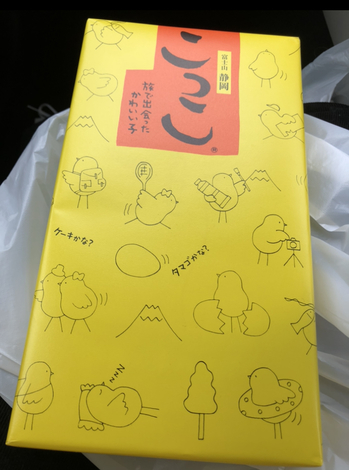 富士山 静岡
こっこ®
旅で出会った
かわいい子
ケーキかな?
タマゴかな?
zzzZ